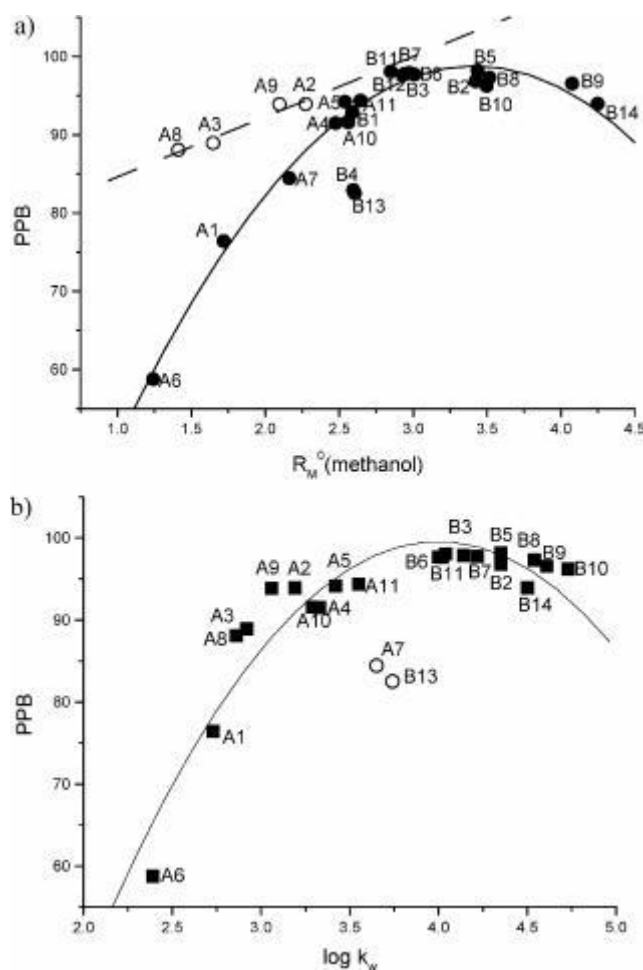 a)
100
90
80
70
60
PPB
B11 B7 B5
A9 A2 B12 B6 B8 B9
A5 A11 B3 B2 B10 B14
A8 A3 A4 B1
A10
A7 B4
B13
A1
A6
1.0 1.5 2.0 2.5 3.0 3.5 4.0 4.5
R_M^O(methanol)
b)
100
90
80
70
60
PPB
B3 B5 B8
A9 A2 A5 B6 B11 B7 B2 B9 B10
A3 A11 B14
A8 A10 A4
A7
B13
A1
A6
2.0 2.5 3.0 3.5 4.0 4.5 5.0
log k_w